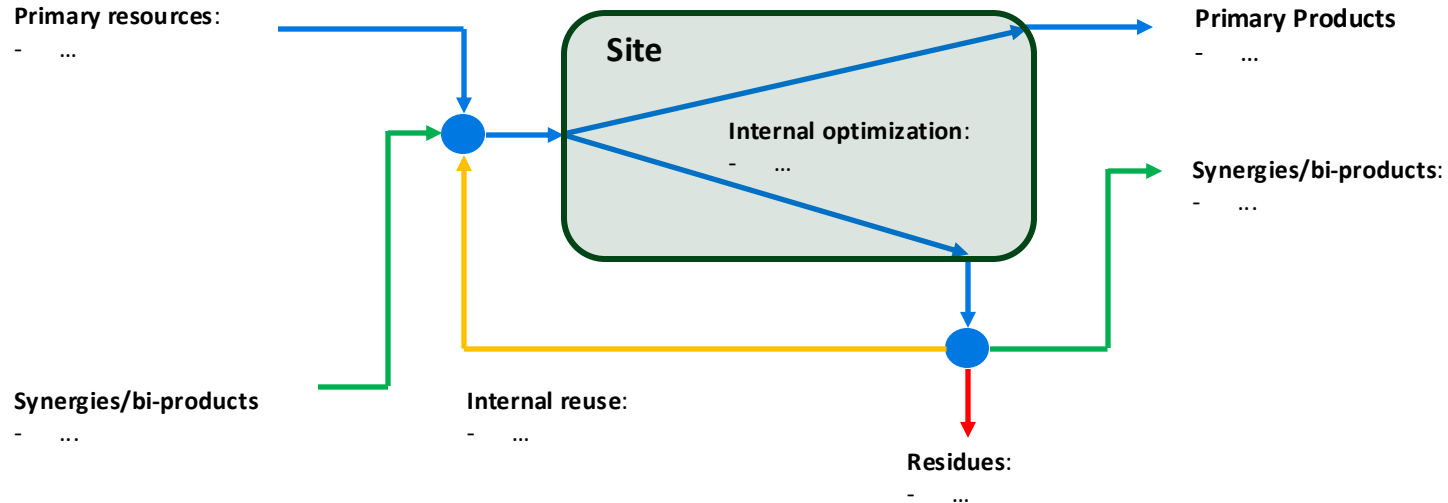 Primary resources:
- ...
Site
Primary Products
- ...
Internal optimization:
- ...
Synergies/bi-products:
- ...
Synergies/bi-products
- ...
Internal reuse:
- ...
Residues:
- ...